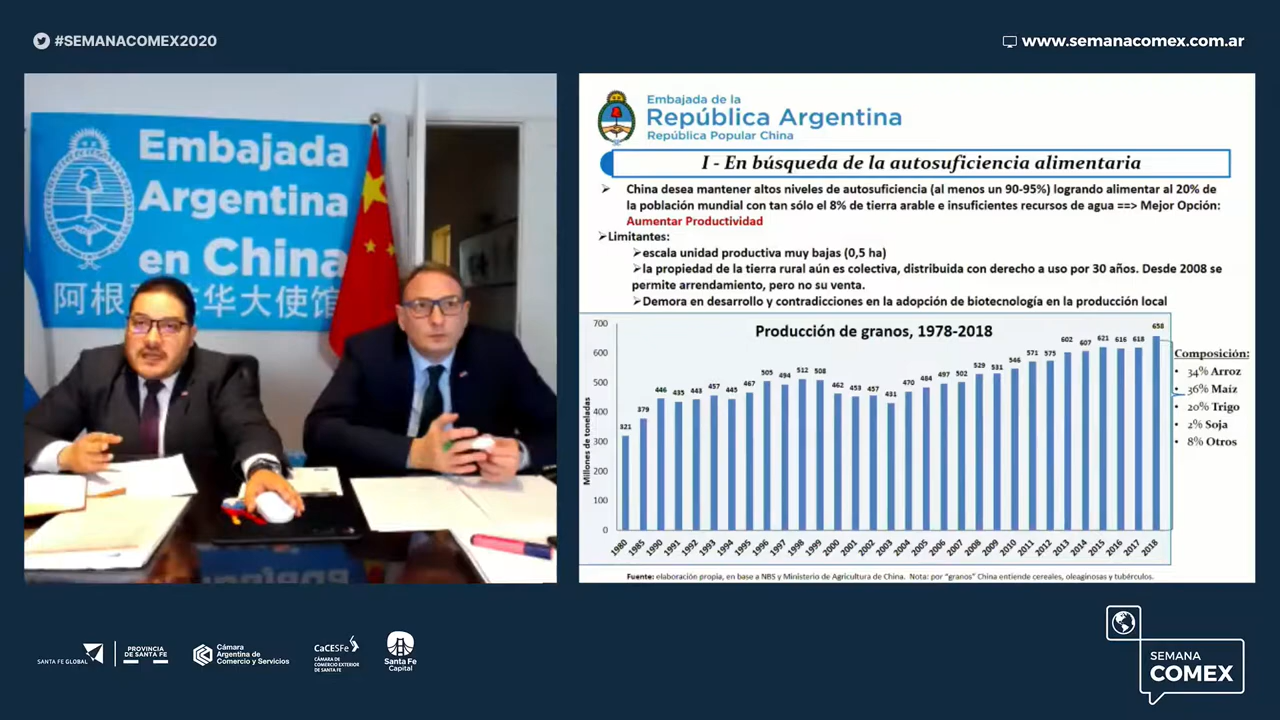 #SEMANACOMEX2020
www.semanacomex.com.ar
Embajada
Argentina
en China
阿根 华大使馆
Embajada de la
República Argentina
República Popular China
I - En búsqueda de la autosuficiencia alimentaria
China desea mantener altos niveles de autosuficiencia (al menos un 90-95%) logrando alimentar al 20% de
la población mundial con tan sólo el 8% de tierra arable e insuficientes recursos de agua ==> Mejor Opción:
Aumentar Productividad
Limitantes:
escala unidad productiva muy bajas (0,5 ha)
la propiedad de la tierra rural aún es colectiva, distribuida con derecho a uso por 30 años. Desde 2008 se
permite arrendamiento, pero no su venta.
Demora en desarrollo y contradicciones en la adopción de biotecnología en la producción local
Producción de granos, 1978-2018
Millones de toneladas
700
600
500
400
300
200
100
0
321 379 446 435 443 457 445 467 505 494 512 508 462 453 457 431 470 484 497 502 529 531 546 571 575 602 607 621 616 618 658
1980 1985 1990 1991 1992 1993 1994 1995 1996 1997 1998 1999 2000 2001 2002 2003 2004 2005 2006 2007 2008 2009 2010 2011 2012 2013 2014 2015 2016 2017 2018
Composición:
• 34% Arroz
• 36% Maíz
• 20% Trigo
• 2% Soja
• 8% Otros
Fuente: elaboración propia, en base a NBS y Ministerio de Agricultura de China. Nota: por "granos" China entiende cereales, oleaginosas y tubérculos.
SANTA FE GLOBAL
PROVINCIA
DE SANTA FE
Cámara
Argentina de
Comercio y Servicios
CaCESFe
CÁMARA DE
COMERCIO EXTERIOR
DE SANTA FE
Santa Fe
Capital
SEMANA
COMEX